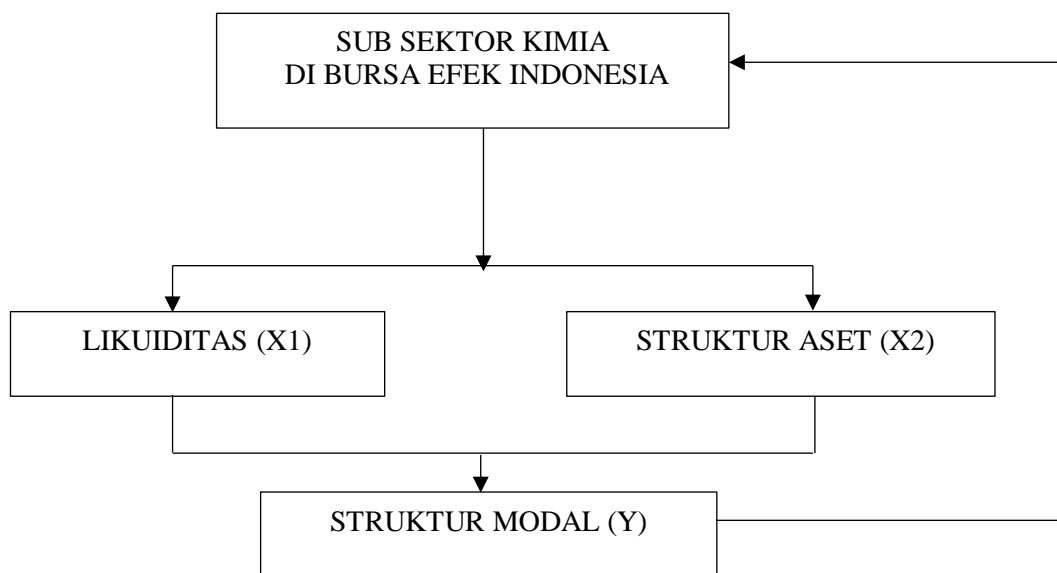 SUB SEKTOR KIMIA
DI BURSA EFEK INDONESIA
LIKUIDITAS (X1)
STRUKTUR ASET (X2)
STRUKTUR MODAL (Y)